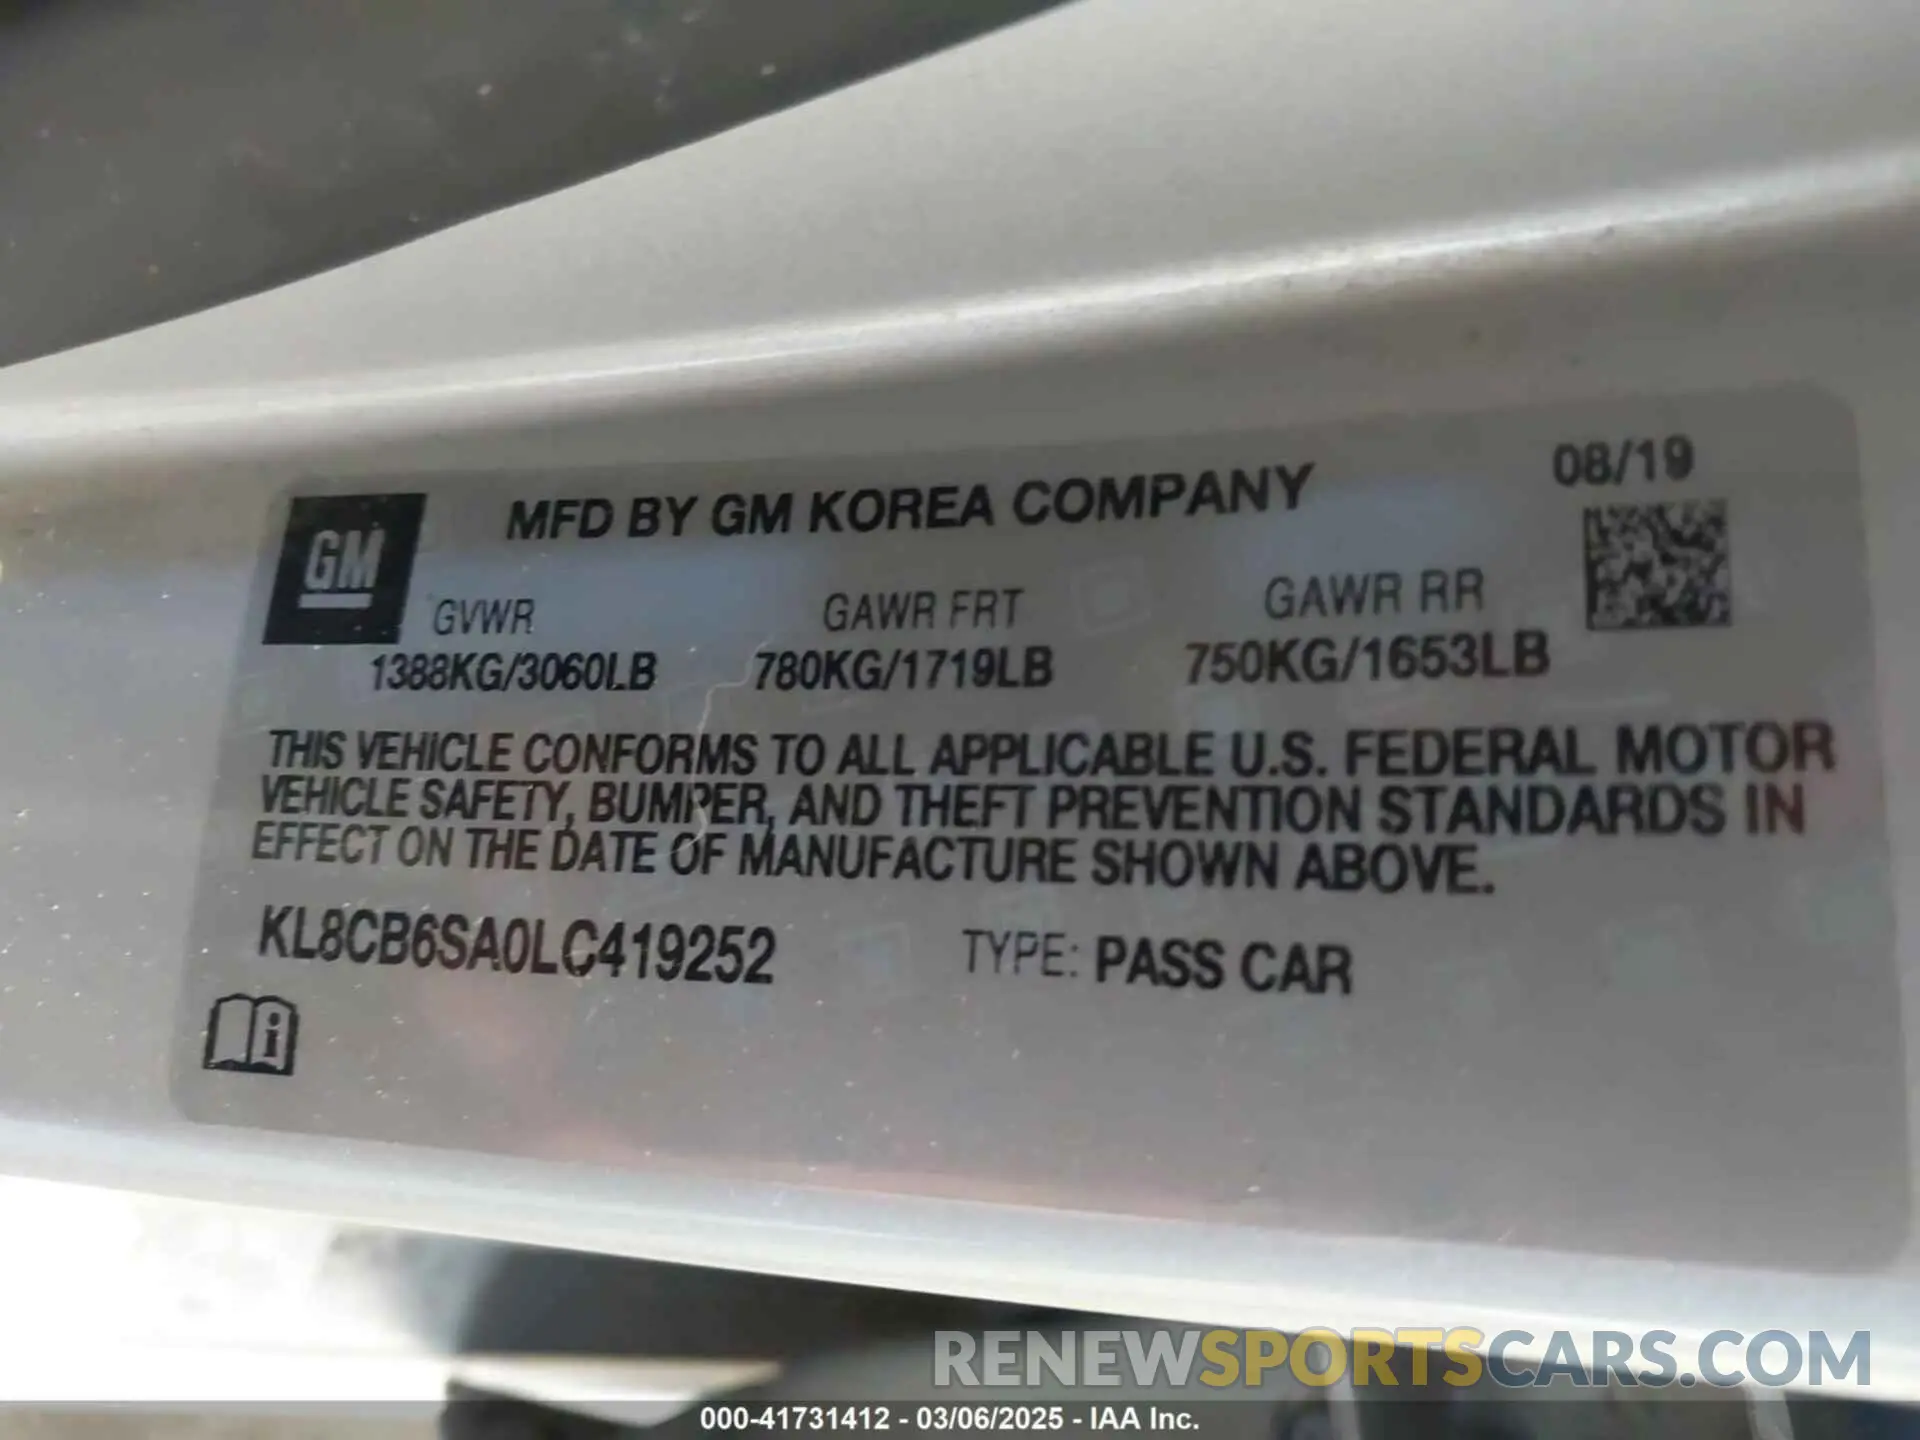 MFD BY GM KOREA COMPANY
08/19
GM
GVWR GAWR FRT GAWR RR
1388KG/3060LB 780KG/1719LB 750KG/1653LB
THIS VEHICLE CONFORMS TO ALL APPLICABLE U.S. FEDERAL MOTOR
VEHICLE SAFETY, BUMPER, AND THEFT PREVENTION STANDARDS IN
EFFECT ON THE DATE OF MANUFACTURE SHOWN ABOVE.
KL8CB6SA0LC419252 TYPE: PASS CAR
i
RENEWSPORTSCARS.COM
000-41731412 - 03/06/2025 - IAA Inc.